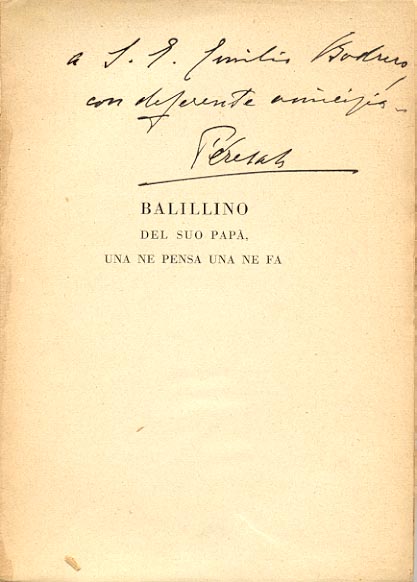 a S. E. Emilio Bodrero
con deferente amicizia
BALILLINO
DEL SUO PAPÀ,
UNA NE PENSA UNA NE FA